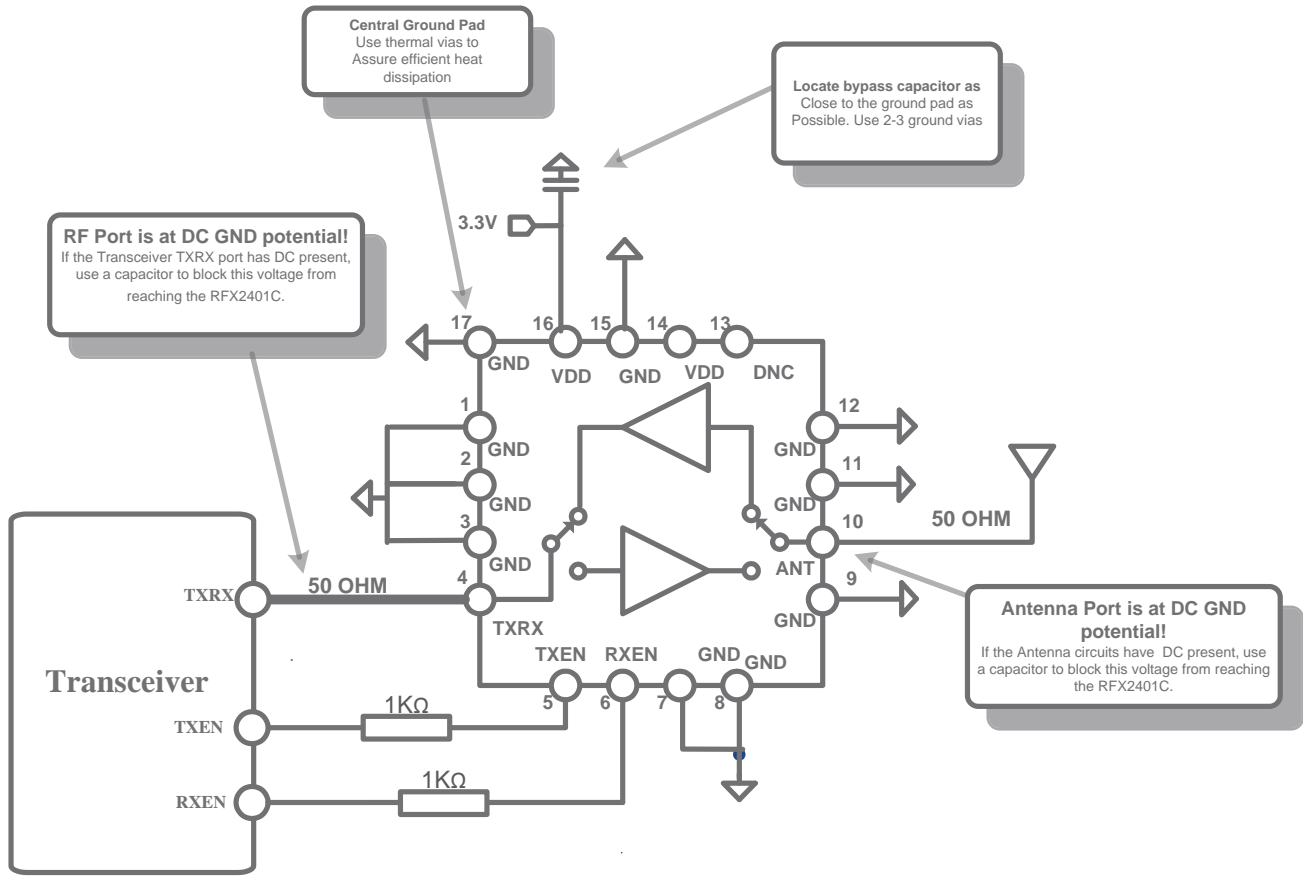 Central Ground Pad
Use thermal vias to
Assure efficient heat
dissipation
Locate bypass capacitor as
Close to the ground pad as
Possible. Use 2-3 ground vias
RF Port is at DC GND potential!
If the Transceiver TXRX port has DC present,
use a capacitor to block this voltage from
reaching the RFX2401C.
3.3V
17
16
15
14
13
GND
VDD
GND
VDD
DNC
1
GND
2
GND
3
GND
4
TXRX
12
GND
11
GND
10
ANT
9
GND
50 OHM
50 OHM
TXRX
Transceiver
TXEN
RXEN
1KΩ
1KΩ
TXEN
RXEN
GND
GND
5
6
7
8
Antenna Port is at DC GND
potential!
If the Antenna circuits have DC present, use
a capacitor to block this voltage from reaching
the RFX2401C.